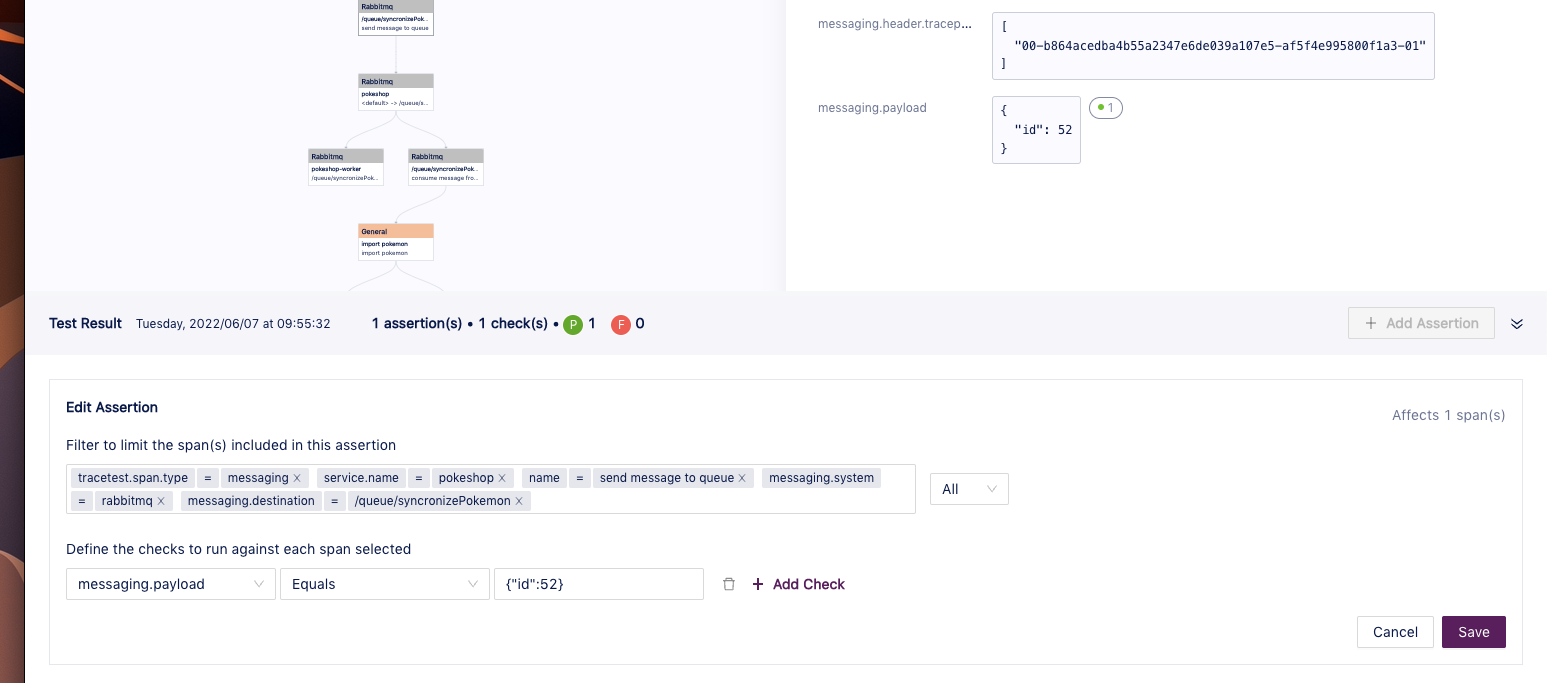 Rabbitmq
/queue/syncronizePok...
send message to queue
Rabbitmq
pokeshop
<default> -> /queue/s...
Rabbitmq
pokeshop-worker
/queue/syncronizePok...
Rabbitmq
/queue/syncronizePok...
consume message fro...
General
import pokemon
import pokemon
messaging.header.tracep...
[
"00-b864acedba4b55a2347e6de039a107e5-af5f4e995800f1a3-01"
]
messaging.payload
{
"id": 52
}
1
Test Result Tuesday, 2022/06/07 at 09:55:32 1 assertion(s) • 1 check(s) • P 1 F 0
+ Add Assertion
Edit Assertion
Affects 1 span(s)
Filter to limit the span(s) included in this assertion
tracetest.span.type = messaging × service.name = pokeshop × name = send message to queue × messaging.system
= rabbitmq × messaging.destination = /queue/syncronizePokemon ×
All
Define the checks to run against each span selected
messaging.payload Equals {"id":52} + Add Check
Cancel Save